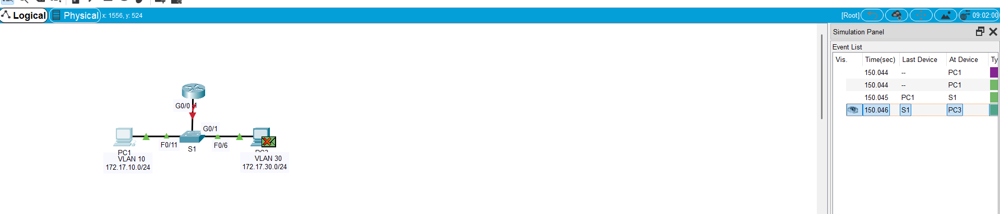 Logical
Physical
x: 1556, y: 524
[Root]
09:02:00
Simulation Panel
Event List
Vis. Time(sec) Last Device At Device Ty
150.044 -- PC1
150.044 -- PC1
150.045 PC1 S1
150.046 S1 PC3
G0/0
G0/1
F0/11
F0/6
S1
PC1
VLAN 10
172.17.10.0/24
PC3
VLAN 30
172.17.30.0/24